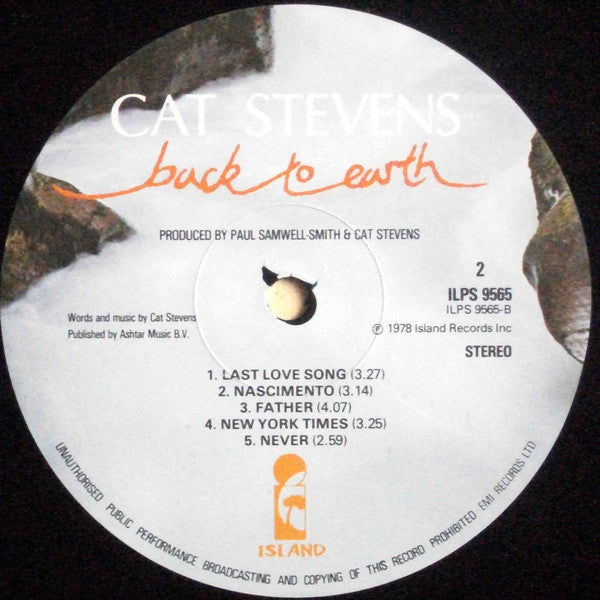 CAT STEVENS
back to earth
PRODUCED BY PAUL SAMWELL-SMITH & CAT STEVENS
2
ILPS 9565
ILPS 9565-B
Words and music by Cat Stevens
Published by Ashtar Music B.V.
℗ 1978 Island Records Inc
STEREO
1. LAST LOVE SONG (3.27)
2. NASCIMENTO (3.14)
3. FATHER (4.07)
4. NEW YORK TIMES (3.25)
5. NEVER (2.59)
ISLAND
UNAUTHORISED PUBLIC PERFORMANCE BROADCASTING AND COPYING OF THIS RECORD PROHIBITED EMI RECORDS LTD